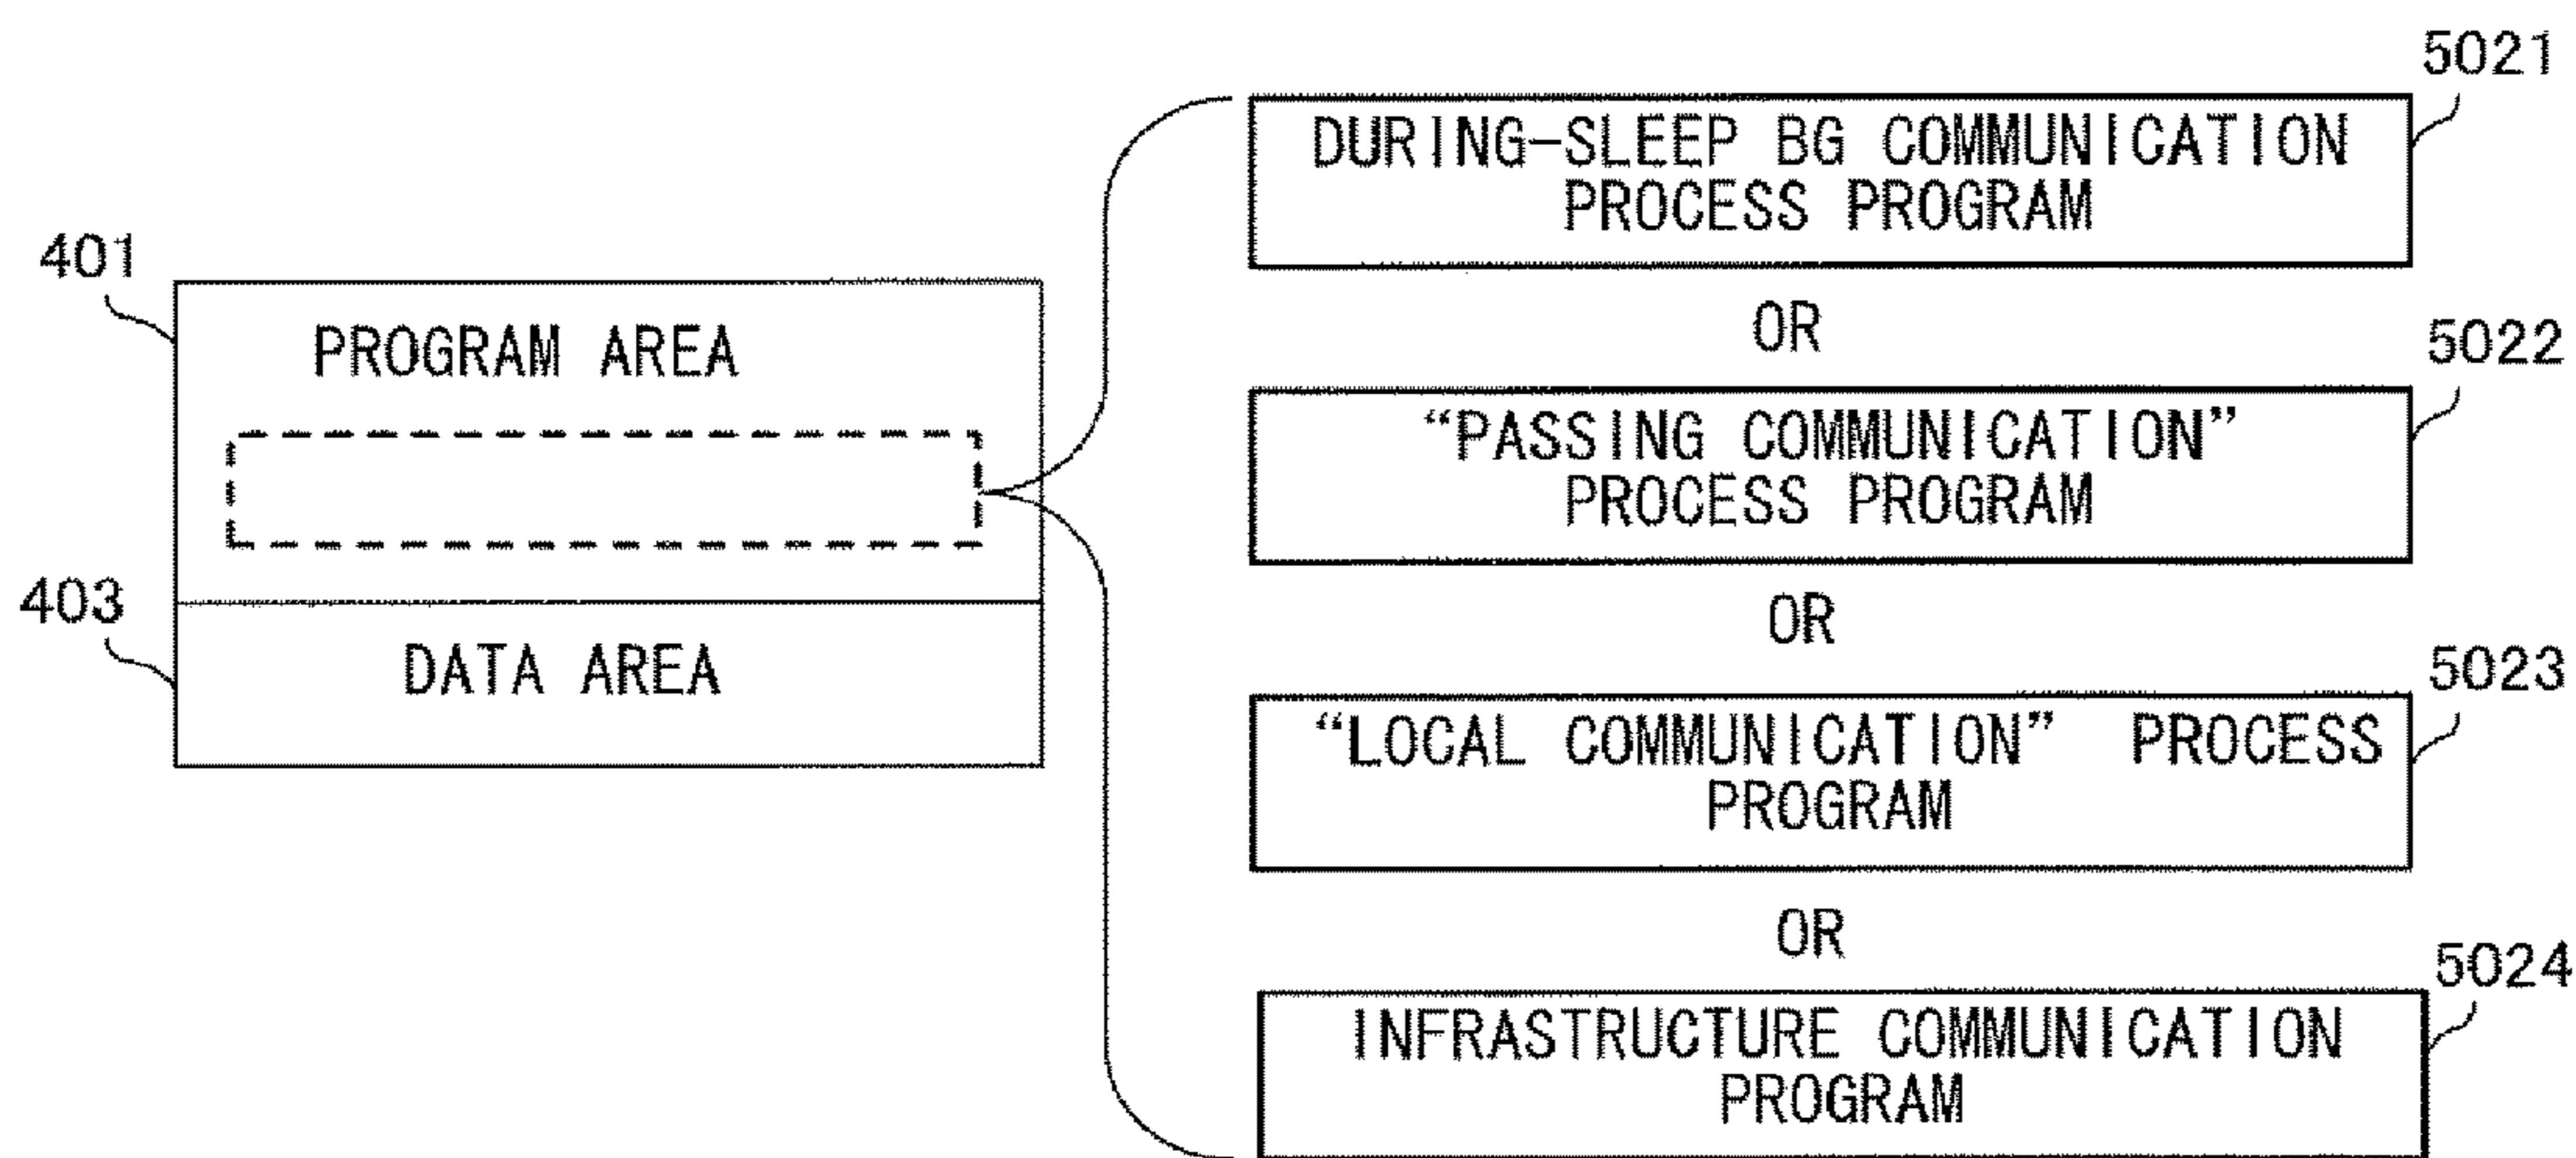 401
PROGRAM AREA
403
DATA AREA
5021
DURING-SLEEP BG COMMUNICATION
PROCESS PROGRAM
OR
5022
“PASSING COMMUNICATION”
PROCESS PROGRAM
OR
5023
“LOCAL COMMUNICATION” PROCESS
PROGRAM
OR
5024
INFRASTRUCTURE COMMUNICATION
PROGRAM